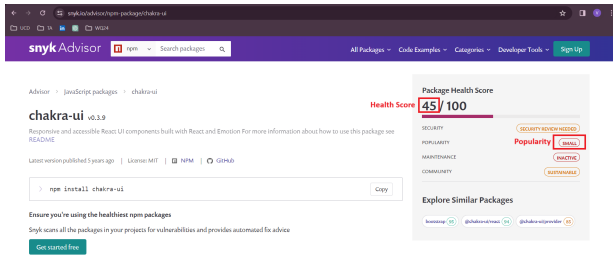 snyk.io/advisor/npm-package/chakra-ui
UCD TA WS24
snyk Advisor npm Search packages All Packages Code Examples Categories Developer Tools Sign Up
Advisor > JavaScript packages > chakra-ui
chakra-ui v0.3.9
Responsive and accessible React UI components built with React and Emotion For more information about how to use this package see
README
Latest version published 5 years ago | License: MIT | NPM | GitHub
> npm install chakra-ui Copy
Ensure you're using the healthiest npm packages
Snyk scans all the packages in your projects for vulnerabilities and provides automated fix advice
Get started free
Package Health Score
Health Score 45 / 100
SECURITY SECURITY REVIEW NEEDED
POPULARITY Popularity SMALL
MAINTENANCE INACTIVE
COMMUNITY SUSTAINABLE
Explore Similar Packages
bootstrap 95 @chakra-ui/react 94 @chakra-ui/provider 85